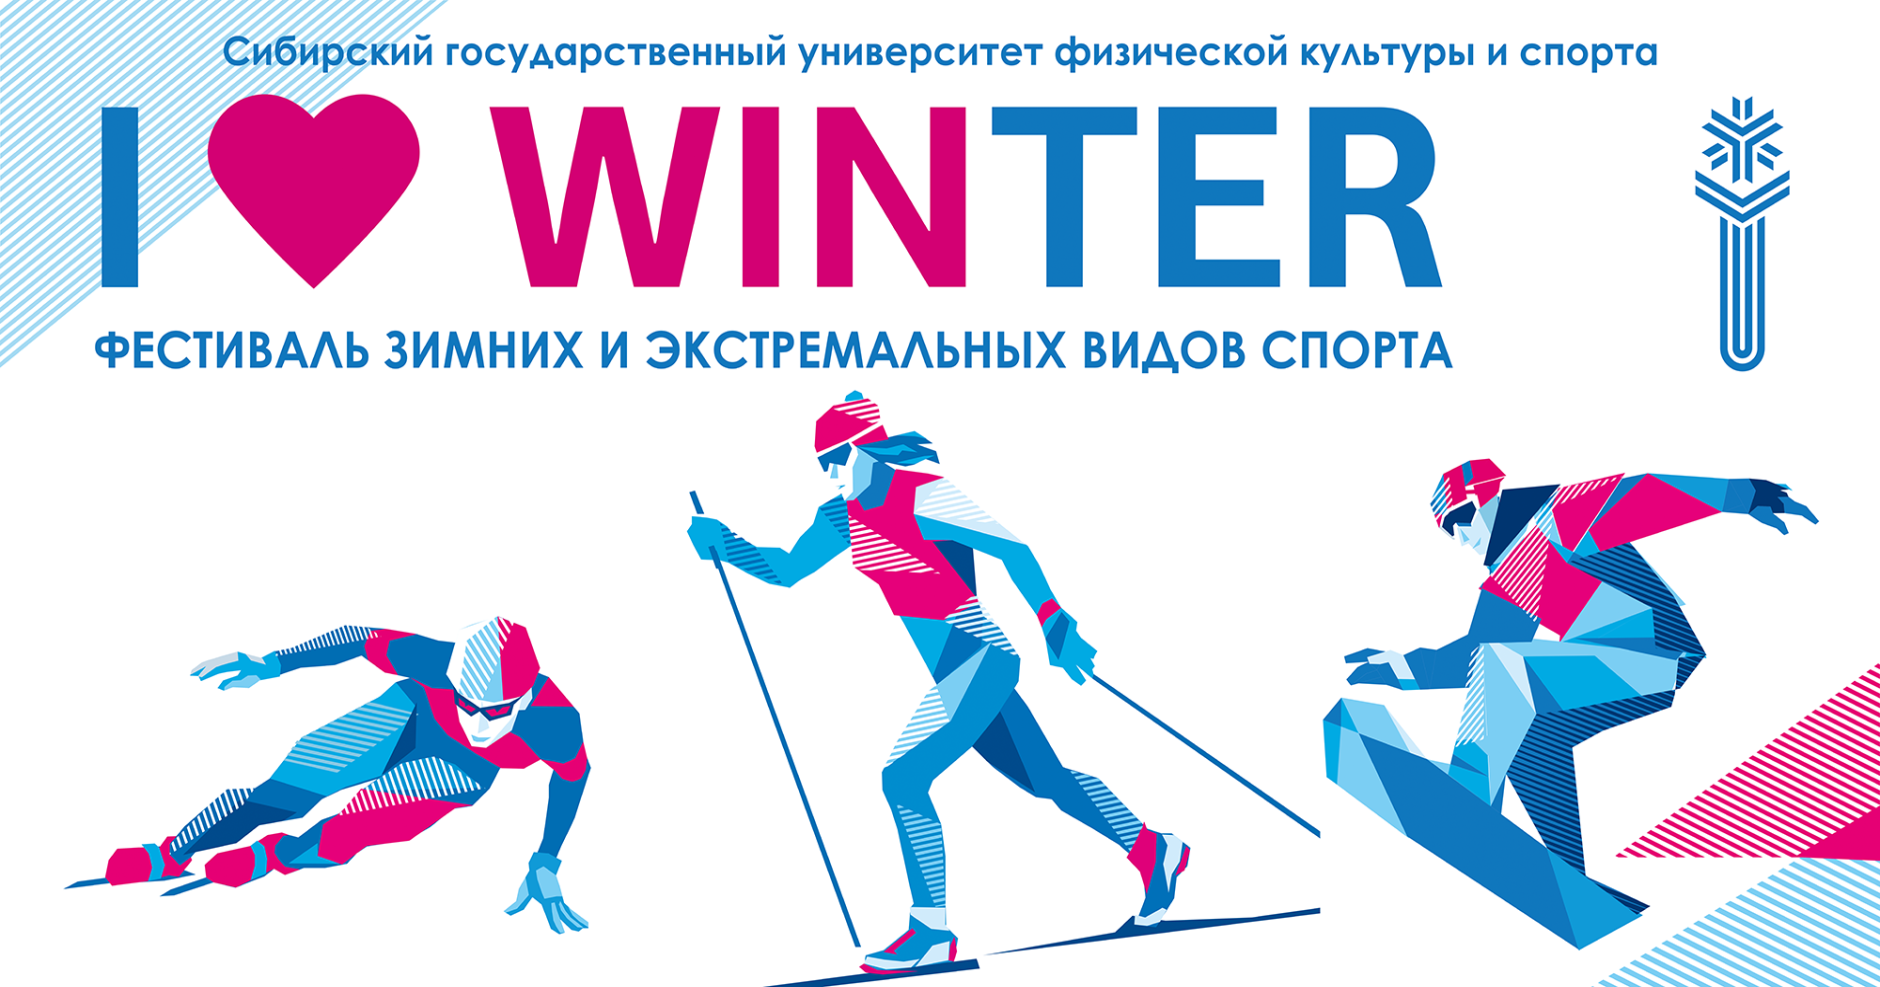 Сибирский государственный университет физической культуры и спорта
I ♥ WINTER
ФЕСТИВАЛЬ ЗИМНИХ И ЭКСТРЕМАЛЬНЫХ ВИДОВ СПОРТА